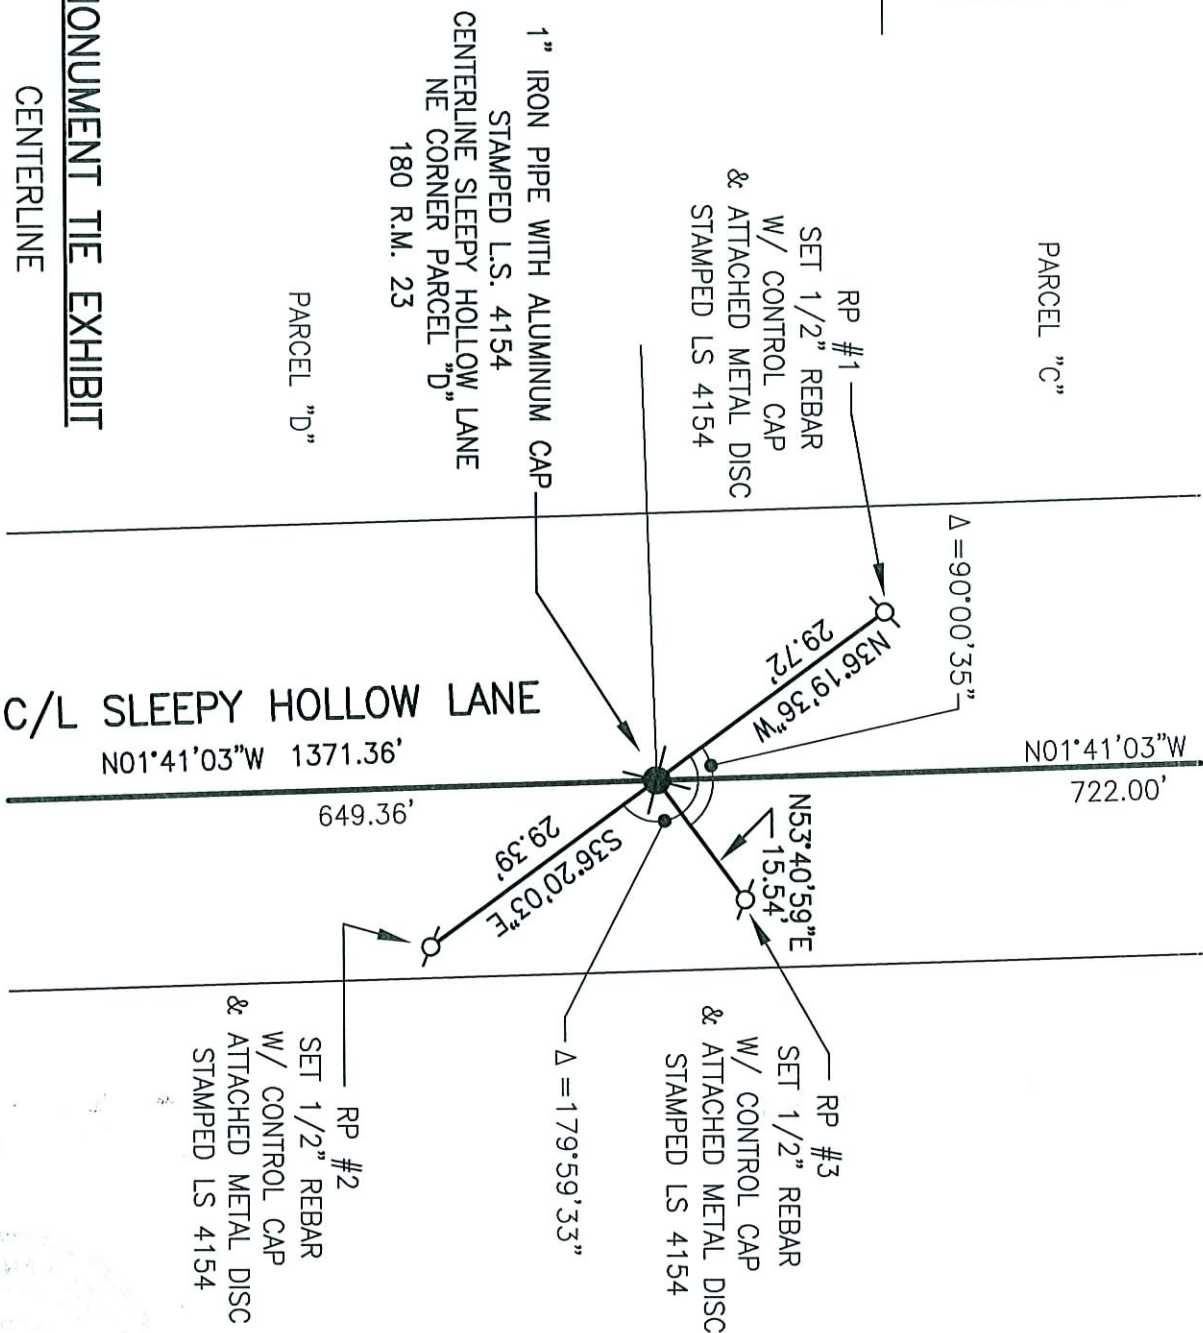 PARCEL "C"
RP #1
SET 1/2" REBAR
W/ CONTROL CAP
& ATTACHED METAL DISC
STAMPED LS 4154
1" IRON PIPE WITH ALUMINUM CAP
STAMPED L.S. 4154
CENTERLINE SLEEPY HOLLOW LANE
NE CORNER PARCEL "D"
180 R.M. 23
PARCEL "D"
MONUMENT TIE EXHIBIT
CENTERLINE
Δ=90°00'35"
N36°19'36"W
29.72'
C/L SLEEPY HOLLOW LANE
N01°41'03"W 1371.36'
649.36'
N01°41'03"W
722.00'
N53°40'59"E
15.54'
S36°20'03"E
29.39'
Δ=179°59'33"
RP #3
SET 1/2" REBAR
W/ CONTROL CAP
& ATTACHED METAL DISC
STAMPED LS 4154
RP #2
SET 1/2" REBAR
W/ CONTROL CAP
& ATTACHED METAL DISC
STAMPED LS 4154